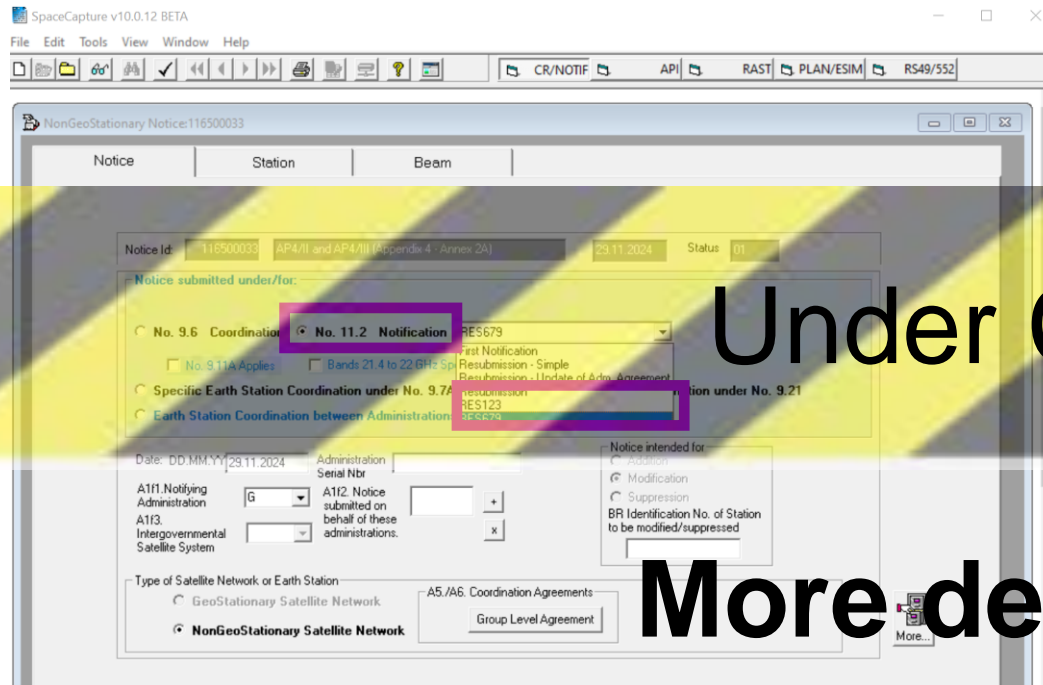 SpaceCapture v10.0.12 BETA
File Edit Tools View Window Help
CR/NOTIF API RAST PLAN/ESIM RS49/552
NonGeoStationary Notice:116500033
Notice Station Beam
Notice Id: 116500033 AP4/II and AP4/III (Appendix 4 - Annex 2A) 29.11.2024 Status 01
Notice submitted under/for:
No. 9.6 Coordination No. 11.2 Notification RES679
Under
First Notification
No. 9.11A Applies Bands 21.4 to 22 GHz Sp Resubmission - Simple
Resubmission - Update of Adm. Agreement
Resubmission
Specific Earth Station Coordination under No. 9.7A tion under No. 9.21
RES123
Earth Station Coordination between Administration RES679
Date: DD.MM.YY 29.11.2024 Administration Serial Nbr
Notice intended for
Addition
Modification
Suppression
BR Identification No. of Station
to be modified/suppressed
A1f1.Notifying
Administration G
A1f2. Notice
submitted on
behalf of these
administrations.
+
x
A1f3.
Intergovernmental
Satellite System
Type of Satellite Network or Earth Station
GeoStationary Satellite Network
NonGeoStationary Satellite Network
A5./A6. Coordination Agreements
Group Level Agreement
More de
More...